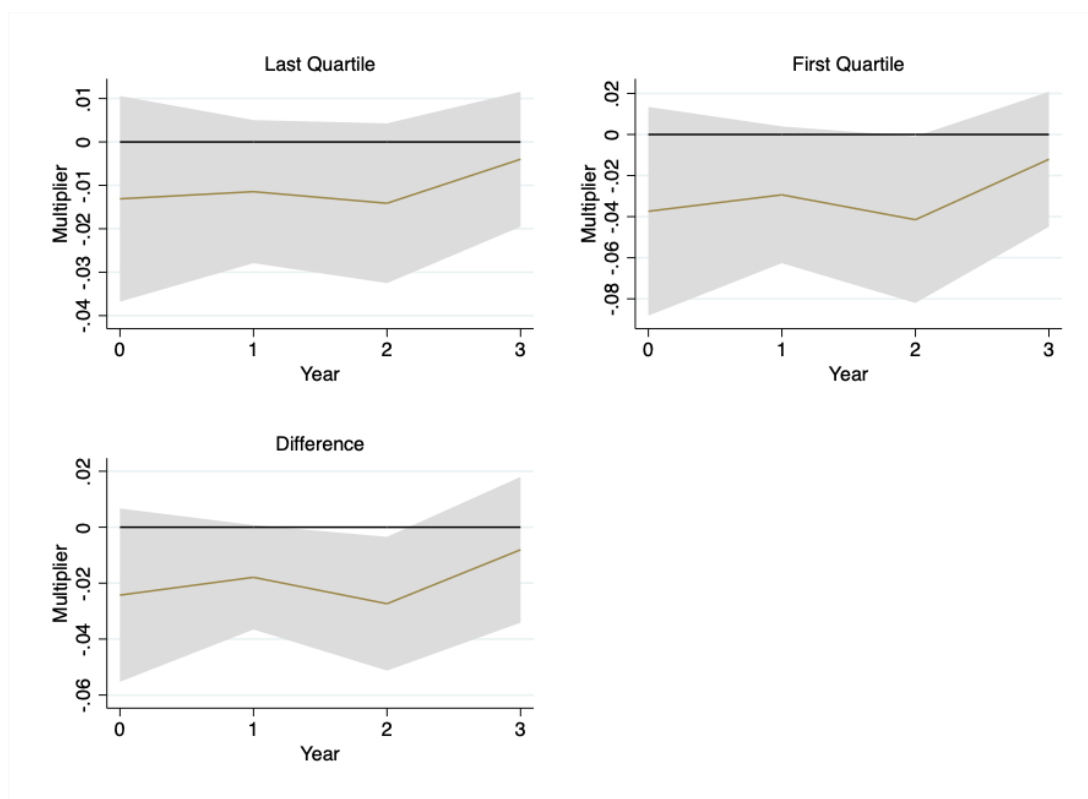 Last Quartile
.01
0
-.01
-.02
-.03
-.04
Multiplier
0 1 2 3
Year
First Quartile
.02
0
-.02
-.04
-.06
-.08
Multiplier
0 1 2 3
Year
Difference
.02
0
-.02
-.04
-.06
Multiplier
0 1 2 3
Year